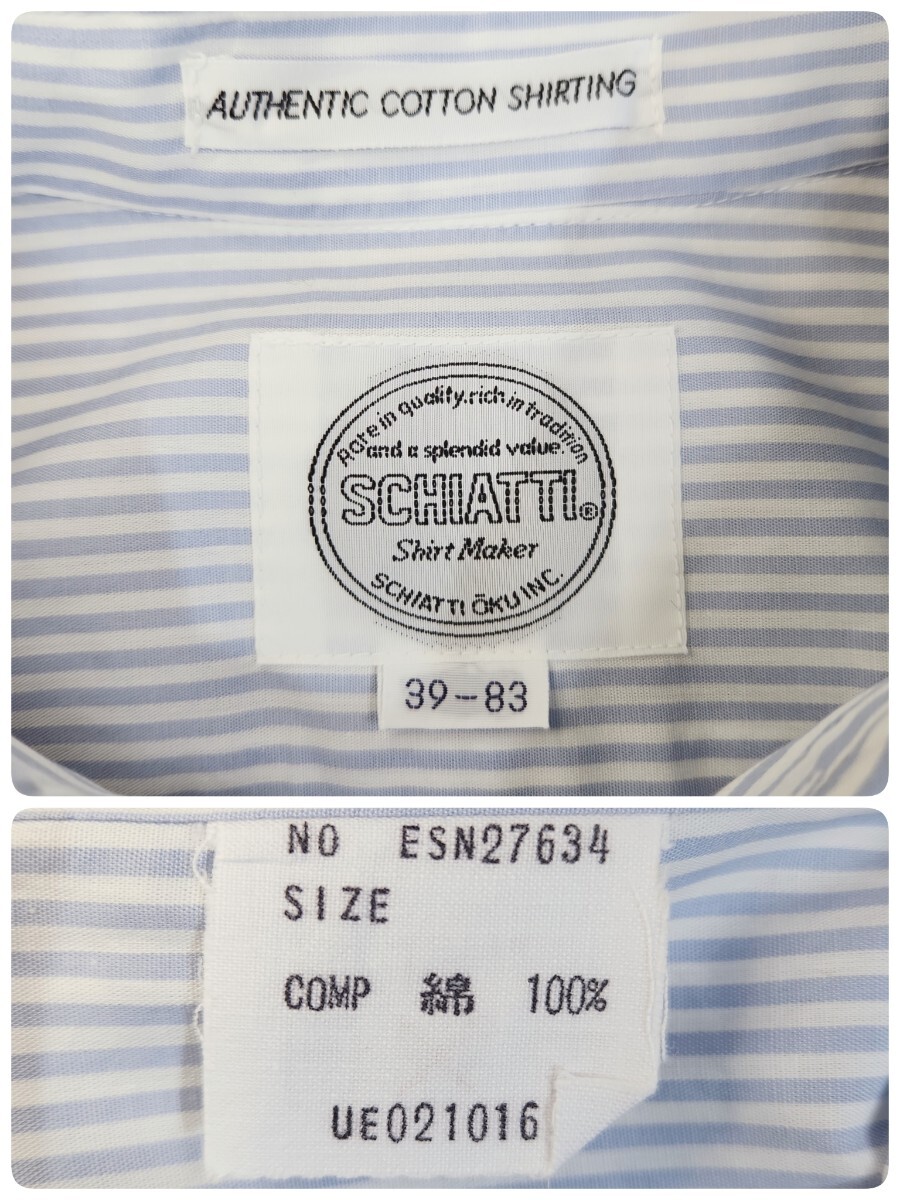 AUTHENTIC COTTON SHIRTING
Rare in quality.rich in tradition
and a splendid value.
SCHIATTI®
Shirt Maker
SCHIATTI ŌKU INC.
39-83
NO ESN27634
SIZE
COMP 綿 100%
UE021016